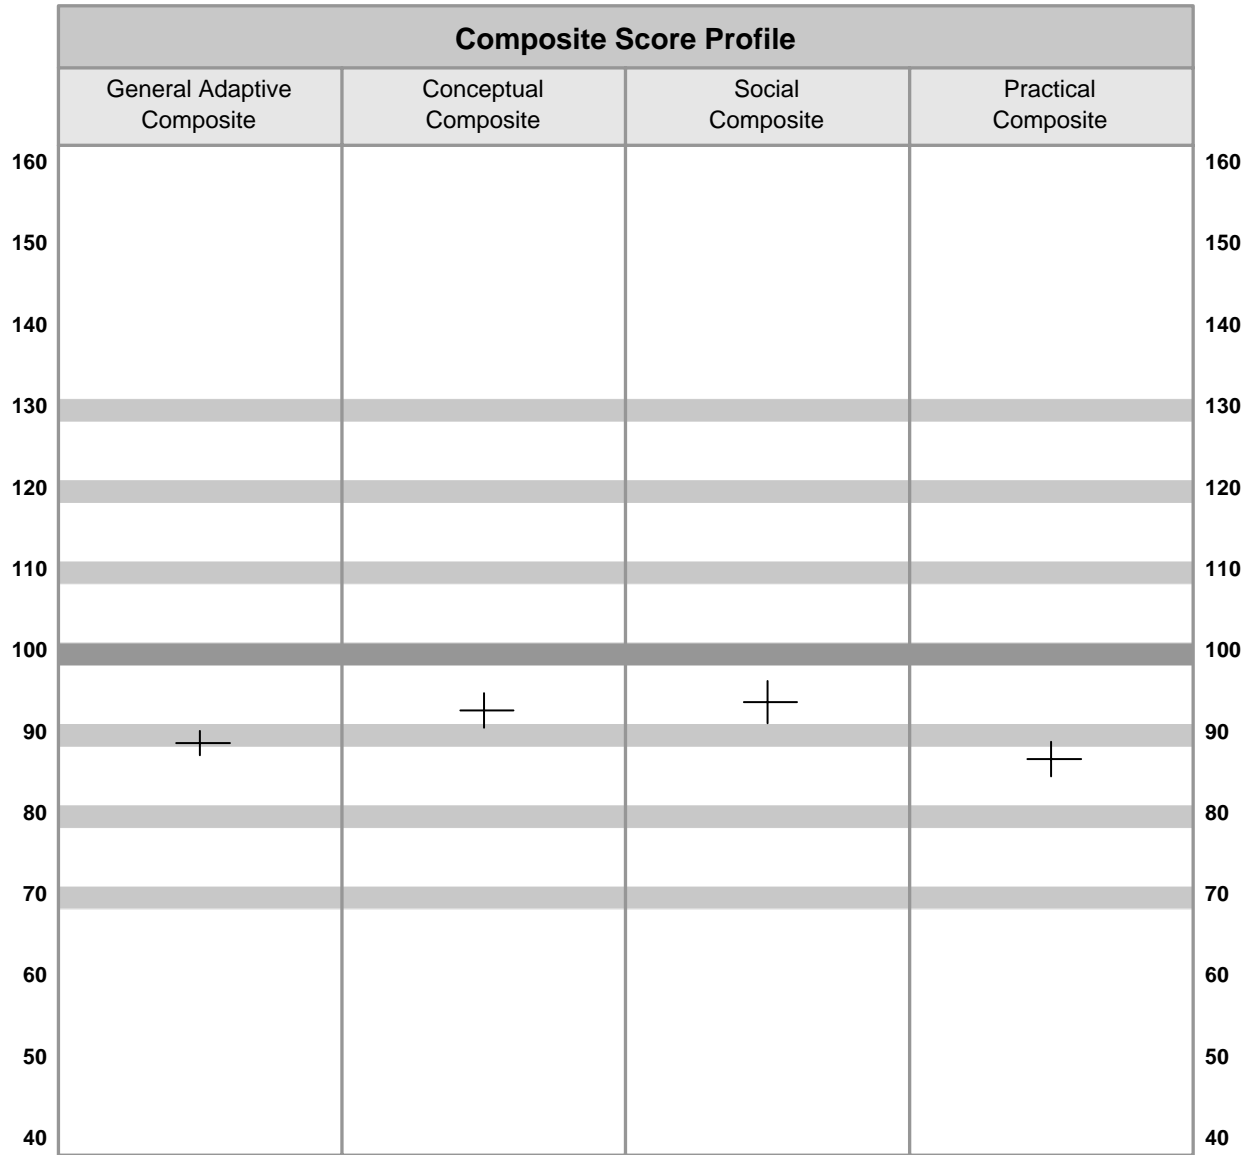 Composite Score Profile
General Adaptive
Composite
Conceptual
Composite
Social
Composite
Practical
Composite
160 160
150 150
140 140
130 130
120 120
110 110
100 100
90 90
80 80
70 70
60 60
50 50
40 40